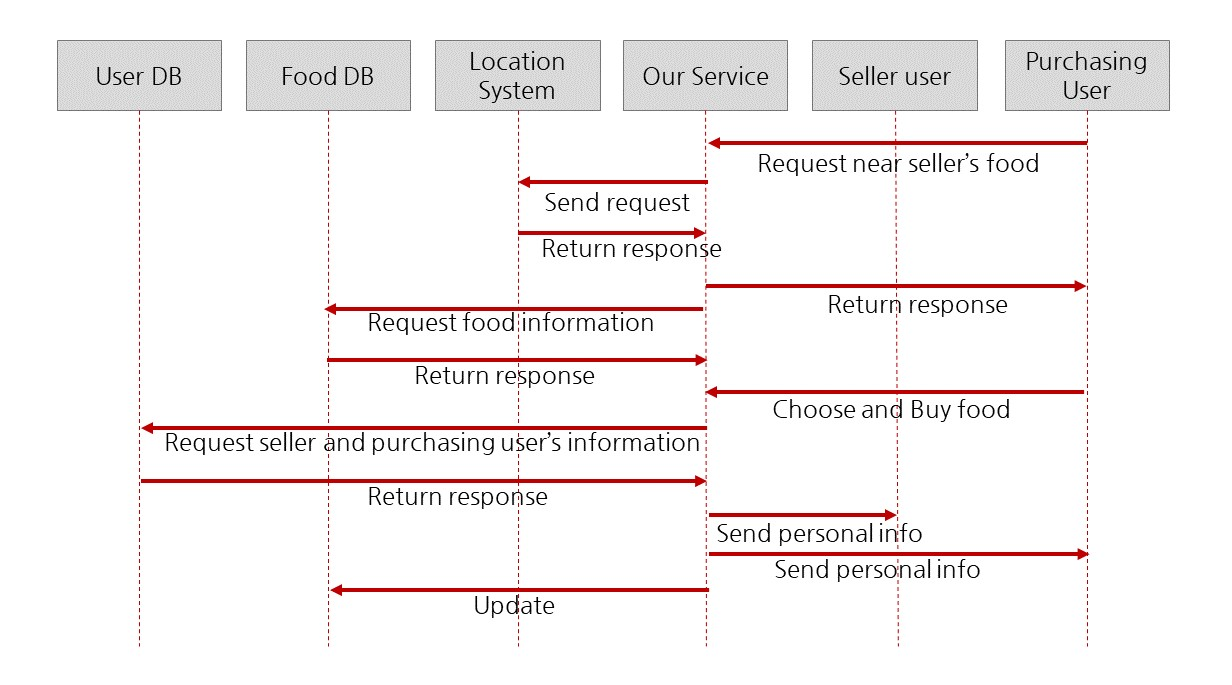 User DB
Food DB
Location
System
Our Service
Seller user
Purchasing
User
Request near seller's food
Send request
Return response
Return response
Request food information
Return response
Choose and Buy food
Request seller and purchasing user's information
Return response
Send personal info
Send personal info
Update